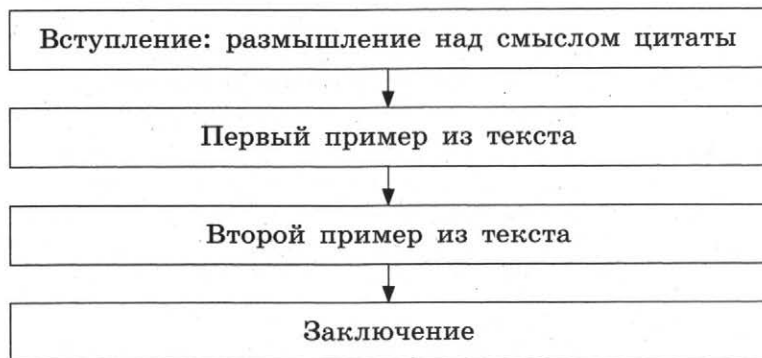 Вступление: размышление над смыслом цитаты
Первый пример из текста
Второй пример из текста
Заключение